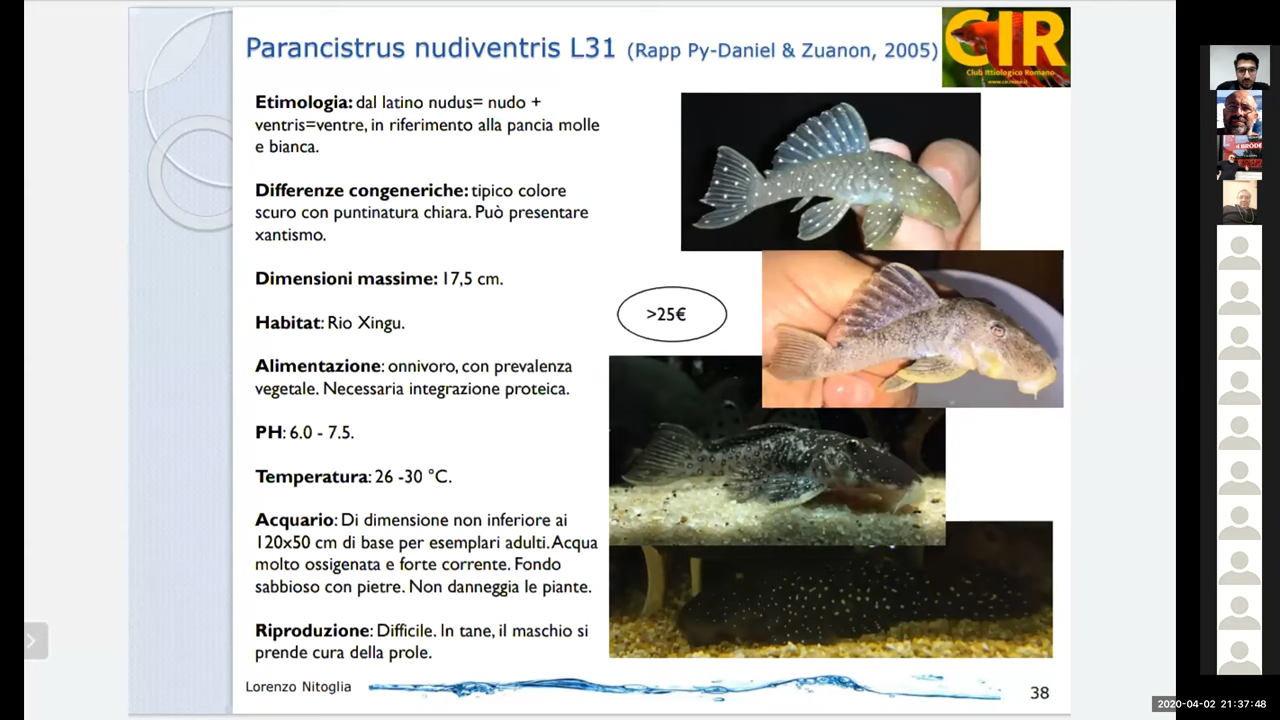 Parancistrus nudiventris L31 (Rapp Py-Daniel & Zuanon, 2005)
CIR
Club Ittiologico Romano
Etimologia: dal latino nudus= nudo +
ventris=ventre, in riferimento alla pancia molle
e bianca.
Differenze congeneriche: tipico colore
scuro con puntinatura chiara. Può presentare
xantismo.
Dimensioni massime: 17,5 cm.
>25€
Habitat: Rio Xingu.
Alimentazione: onnivoro, con prevalenza
vegetale. Necessaria integrazione proteica.
PH: 6.0 - 7.5.
Temperatura: 26 -30 °C.
Acquario: Di dimensione non inferiore ai
120x50 cm di base per esemplari adulti. Acqua
molto ossigenata e forte corrente. Fondo
sabbioso con pietre. Non danneggia le piante.
Riproduzione: Difficile. In tane, il maschio si
prende cura della prole.
Lorenzo Nitoglia
38
2020-04-02 21:37:48